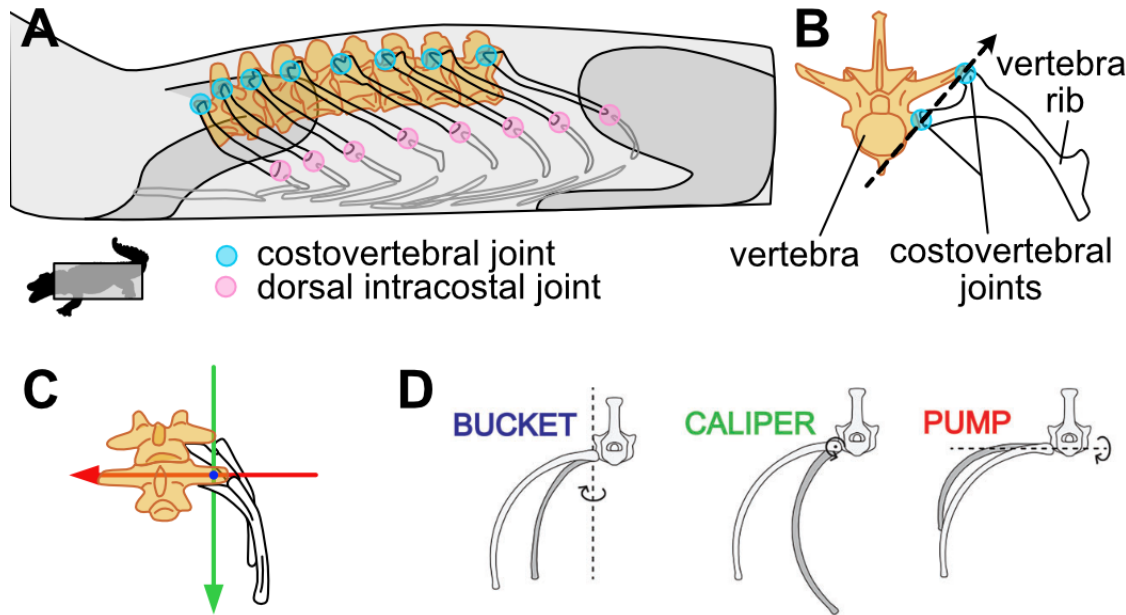 A
B
vertebra
rib
vertebra
costovertebral
joints
costovertebral joint
dorsal intracostal joint
C
D
BUCKET
CALIPER
PUMP